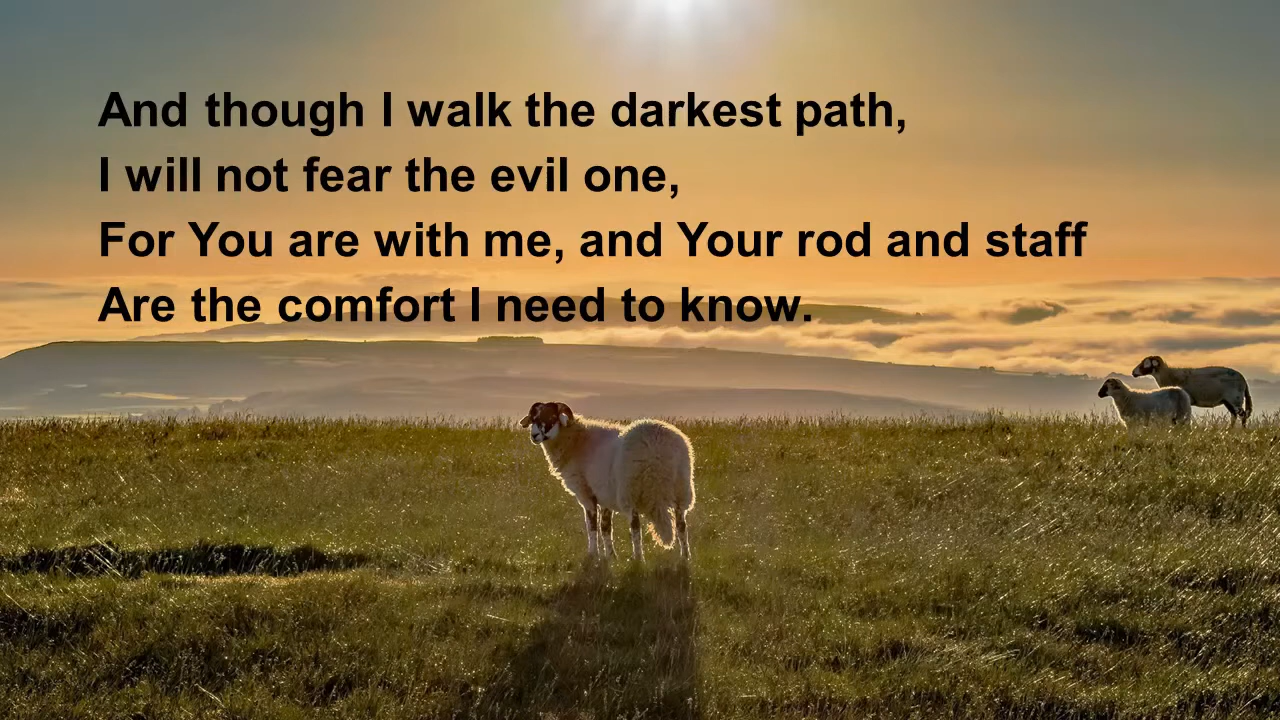 And though I walk the darkest path,
I will not fear the evil one,
For You are with me, and Your rod and staff
Are the comfort I need to know.